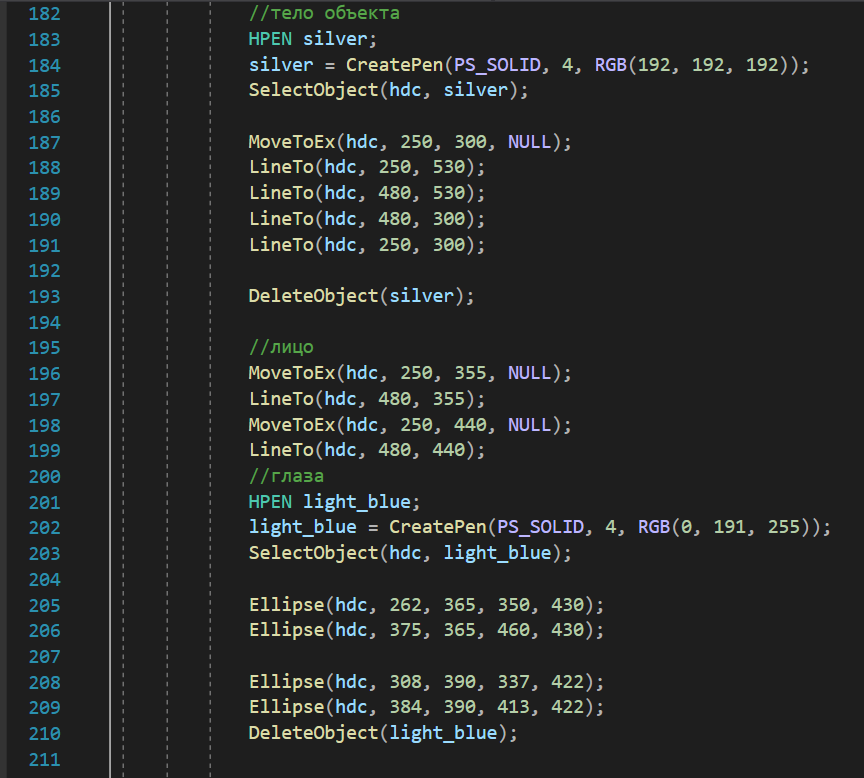 182 //тело объекта
183 HPEN silver;
184 silver = CreatePen(PS_SOLID, 4, RGB(192, 192, 192));
185 SelectObject(hdc, silver);
186
187 MoveToEx(hdc, 250, 300, NULL);
188 LineTo(hdc, 250, 530);
189 LineTo(hdc, 480, 530);
190 LineTo(hdc, 480, 300);
191 LineTo(hdc, 250, 300);
192
193 DeleteObject(silver);
194
195 //лицо
196 MoveToEx(hdc, 250, 355, NULL);
197 LineTo(hdc, 480, 355);
198 MoveToEx(hdc, 250, 440, NULL);
199 LineTo(hdc, 480, 440);
200 //глаза
201 HPEN light_blue;
202 light_blue = CreatePen(PS_SOLID, 4, RGB(0, 191, 255));
203 SelectObject(hdc, light_blue);
204
205 Ellipse(hdc, 262, 365, 350, 430);
206 Ellipse(hdc, 375, 365, 460, 430);
207
208 Ellipse(hdc, 308, 390, 337, 422);
209 Ellipse(hdc, 384, 390, 413, 422);
210 DeleteObject(light_blue);
211